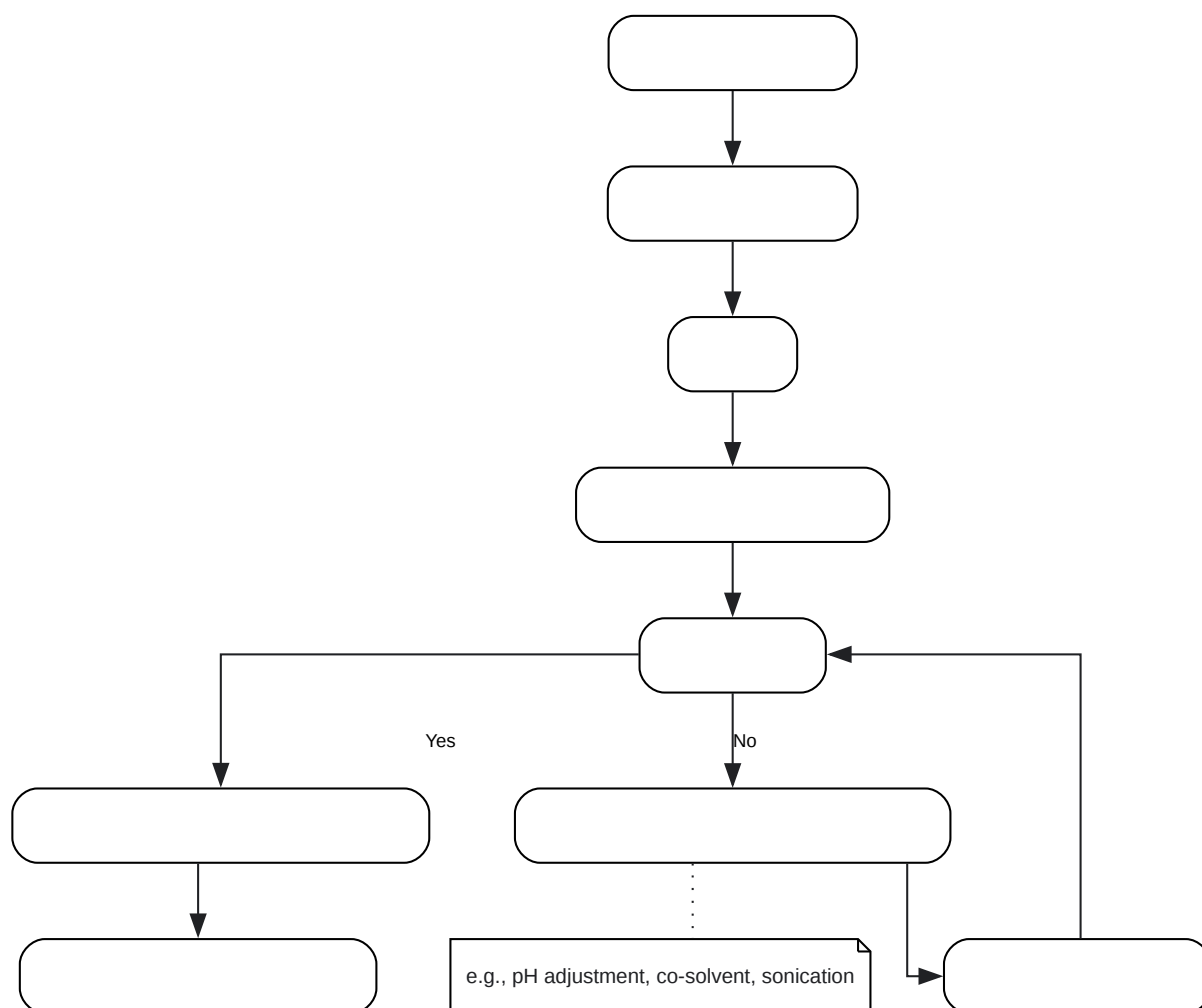 Yes
No
e.g., pH adjustment, co-solvent, sonication